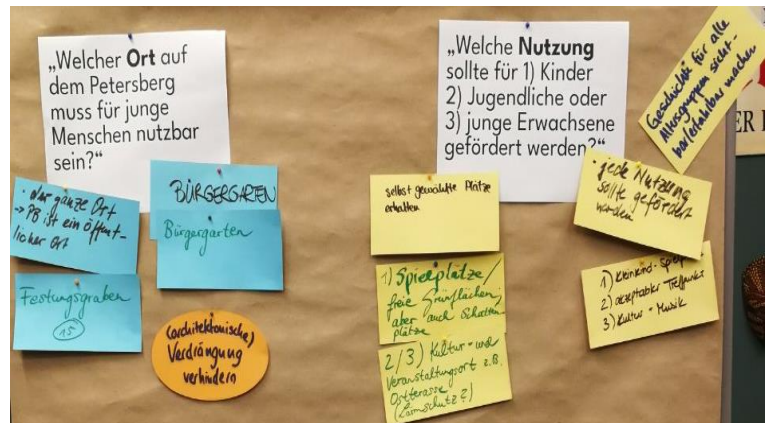 „Welcher Ort auf
dem Petersberg
muss für junge
Menschen nutzbar
sein?“
· der ganze Ort
→ PB ist ein öffent-
licher Ort
BÜRGERGARTEN
Bürgergarten
Festungsgraben
15
(architektonische)
Verdrängung
verhindern
„Welche Nutzung
sollte für 1) Kinder
2) Jugendliche oder
3) junge Erwachsene
gefördert werden?“
Geschichte für alle
Altersgruppen sicht-
bar/erfahrbar machen
selbst gewählte Plätze
erhalten
· jede Nutzung
sollte gefördert
werden
1) Spielplätze/
freie Grünflächen,
aber auch Schatten-
plätze
2/3) Kultur- und
Veranstaltungsort z.B.
Ostterasse
(Lärmschutz?)
1) Kleinkind-
2) akzeptabler Treffpunkt
3) Kultur - Musik
ER